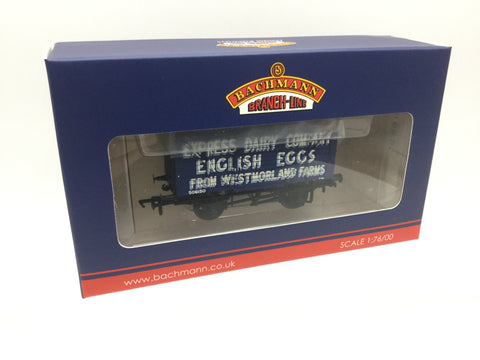 BACHMANN
BRANCH-LINE
EXPRESS DAIRY COMPANY
ENGLISH EGGS
FROM WESTMORLAND FARMS
506150
www.bachmann.co.uk
SCALE 1:76/00